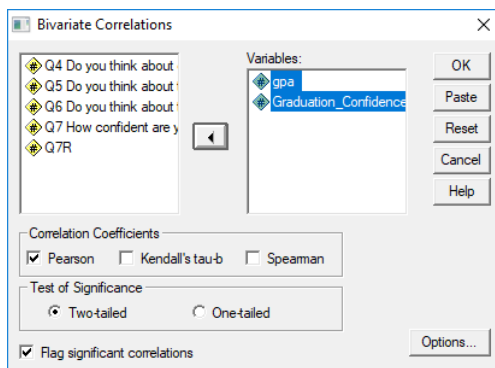 Bivariate Correlations
Q4 Do you think about
Q5 Do you think about
Q6 Do you think about
Q7 How confident are y
Q7R
Variables:
gpa
Graduation_Confidence
OK
Paste
Reset
Cancel
Help
Correlation Coefficients
Pearson Kendall's tau-b Spearman
Test of Significance
Two-tailed One-tailed
Flag significant correlations
Options...